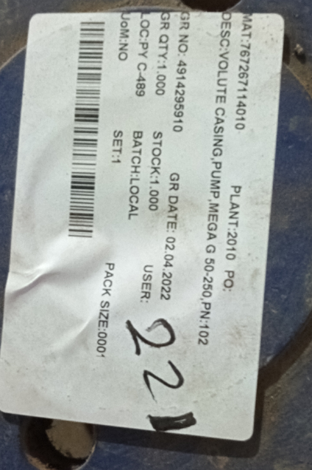 MAT:767267114010 PLANT:2010 PO:
DESC:VOLUTE CASING,PUMP,MEGA G 50-250,PN:102
GR NO: 4914295910 GR DATE: 02.04.2022
GR QTY:1.000 STOCK:1.000 USER:
LOC:PY C-489 BATCH:LOCAL
UOM:NO SET:1 PACK SIZE:0001
22